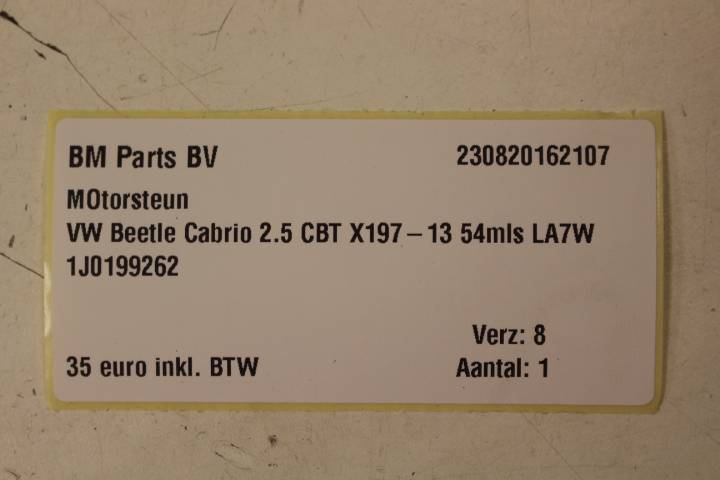 BM Parts BV 230820162107
MOtorsteun
VW Beetle Cabrio 2.5 CBT X197-13 54mls LA7W
1J0199262
Verz: 8
35 euro inkl. BTW Aantal: 1